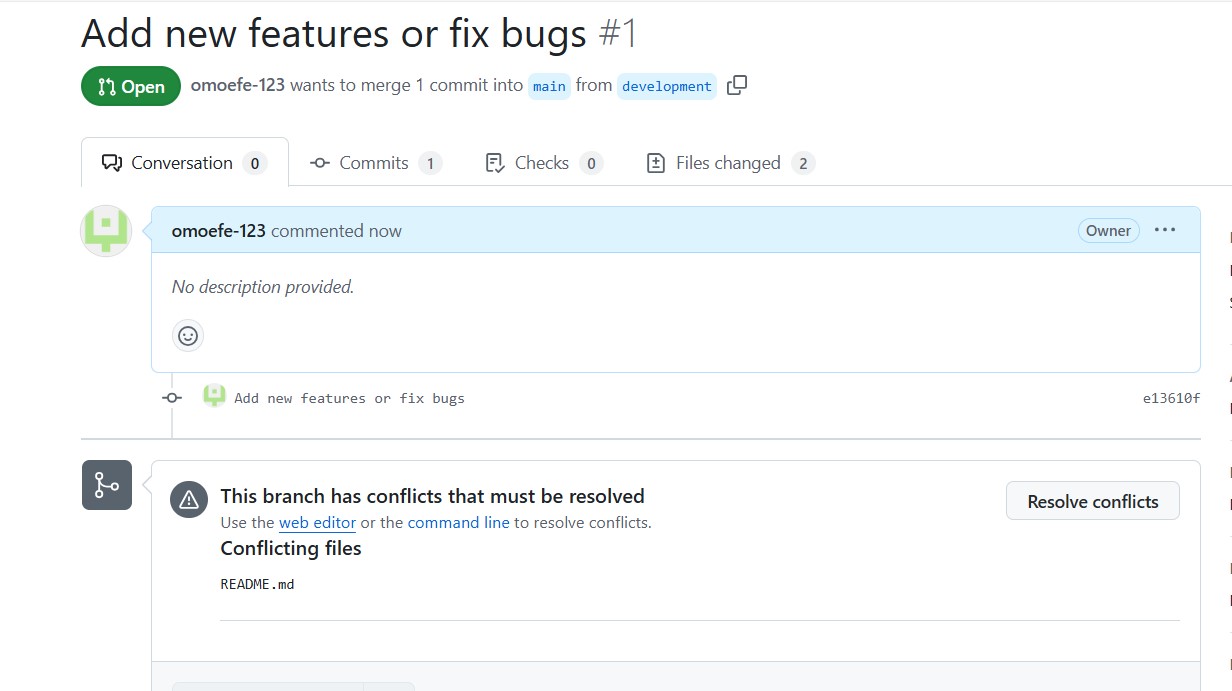 Add new features or fix bugs #1
Open omoefe-123 wants to merge 1 commit into main from development
Conversation 0 Commits 1 Checks 0 Files changed 2
omoefe-123 commented now Owner
No description provided.
Add new features or fix bugs e13610f
This branch has conflicts that must be resolved
Resolve conflicts
Use the web editor or the command line to resolve conflicts.
Conflicting files
README.md